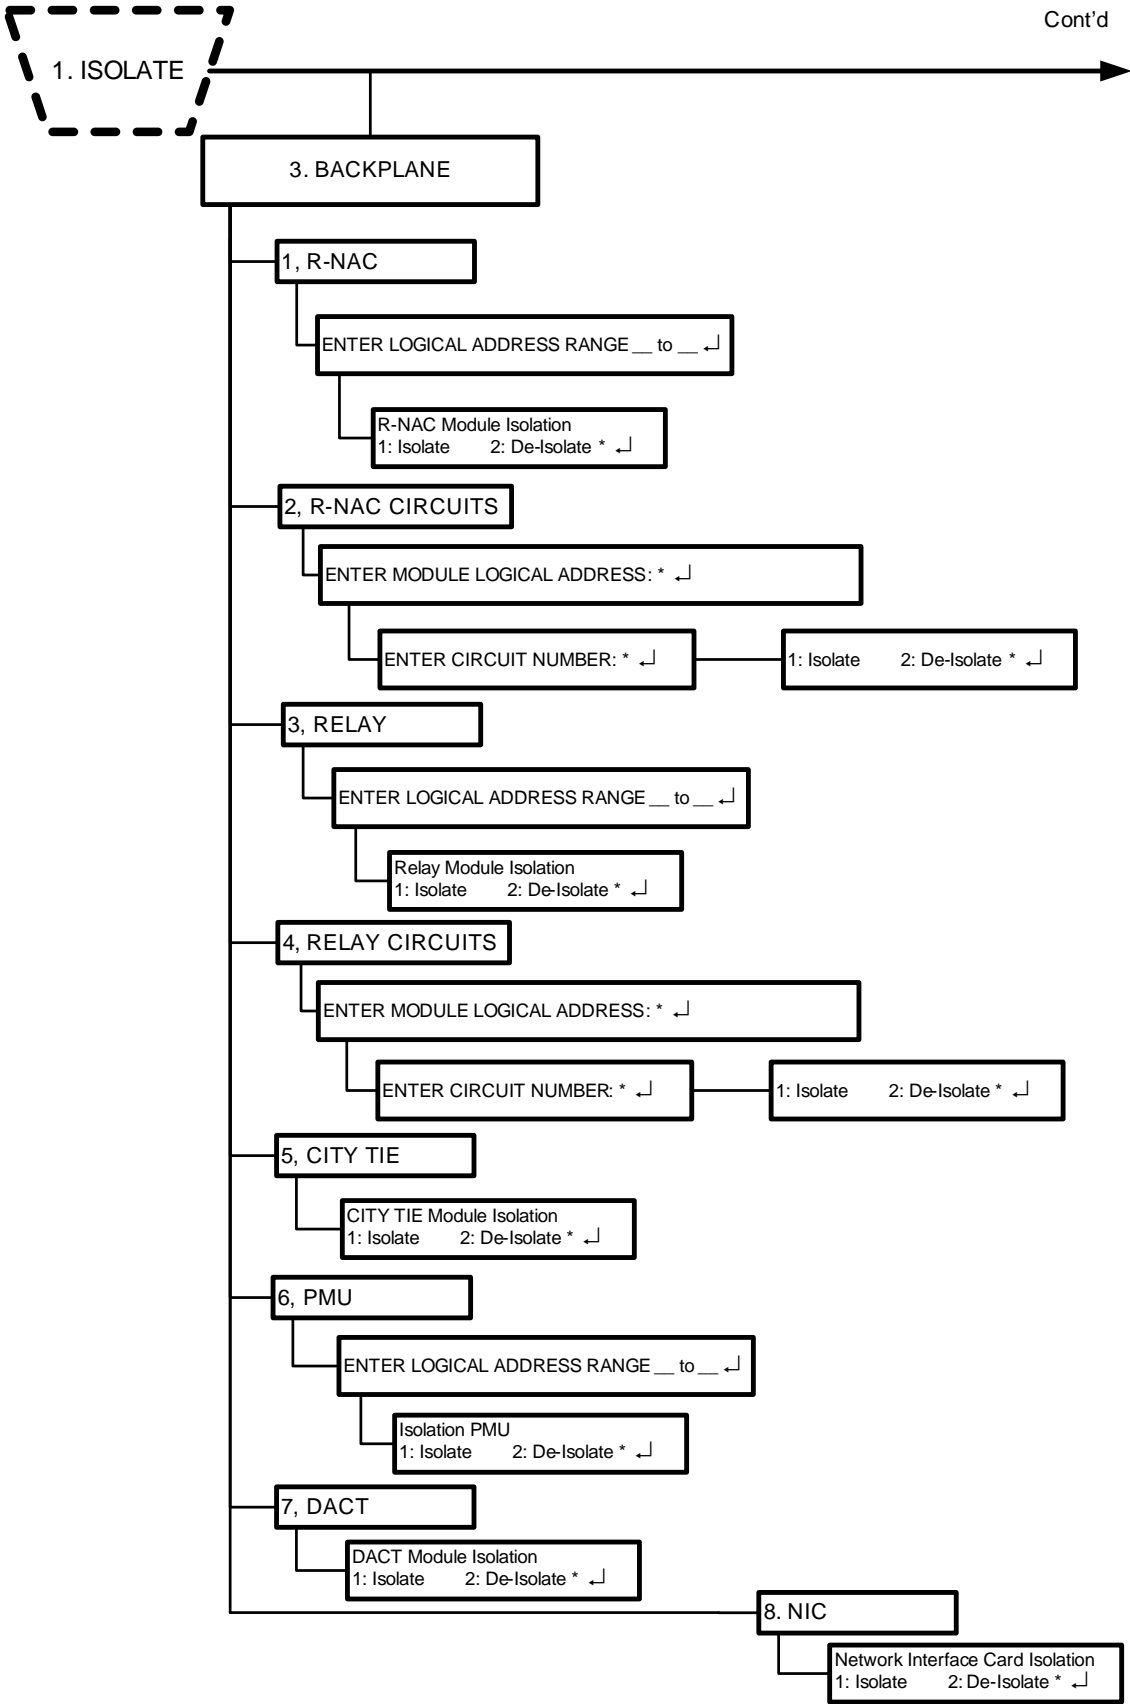 Cont'd
1. ISOLATE
3. BACKPLANE
1, R-NAC
ENTER LOGICAL ADDRESS RANGE __ to __ ↵
R-NAC Module Isolation
1: Isolate 2: De-Isolate * ↵
2, R-NAC CIRCUITS
ENTER MODULE LOGICAL ADDRESS: * ↵
ENTER CIRCUIT NUMBER: * ↵
1: Isolate 2: De-Isolate * ↵
3, RELAY
ENTER LOGICAL ADDRESS RANGE __ to __ ↵
Relay Module Isolation
1: Isolate 2: De-Isolate * ↵
4, RELAY CIRCUITS
ENTER MODULE LOGICAL ADDRESS: * ↵
ENTER CIRCUIT NUMBER: * ↵
1: Isolate 2: De-Isolate * ↵
5, CITY TIE
CITY TIE Module Isolation
1: Isolate 2: De-Isolate * ↵
6, PMU
ENTER LOGICAL ADDRESS RANGE __ to __ ↵
Isolation PMU
1: Isolate 2: De-Isolate * ↵
7, DACT
DACT Module Isolation
1: Isolate 2: De-Isolate * ↵
8. NIC
Network Interface Card Isolation
1: Isolate 2: De-Isolate * ↵